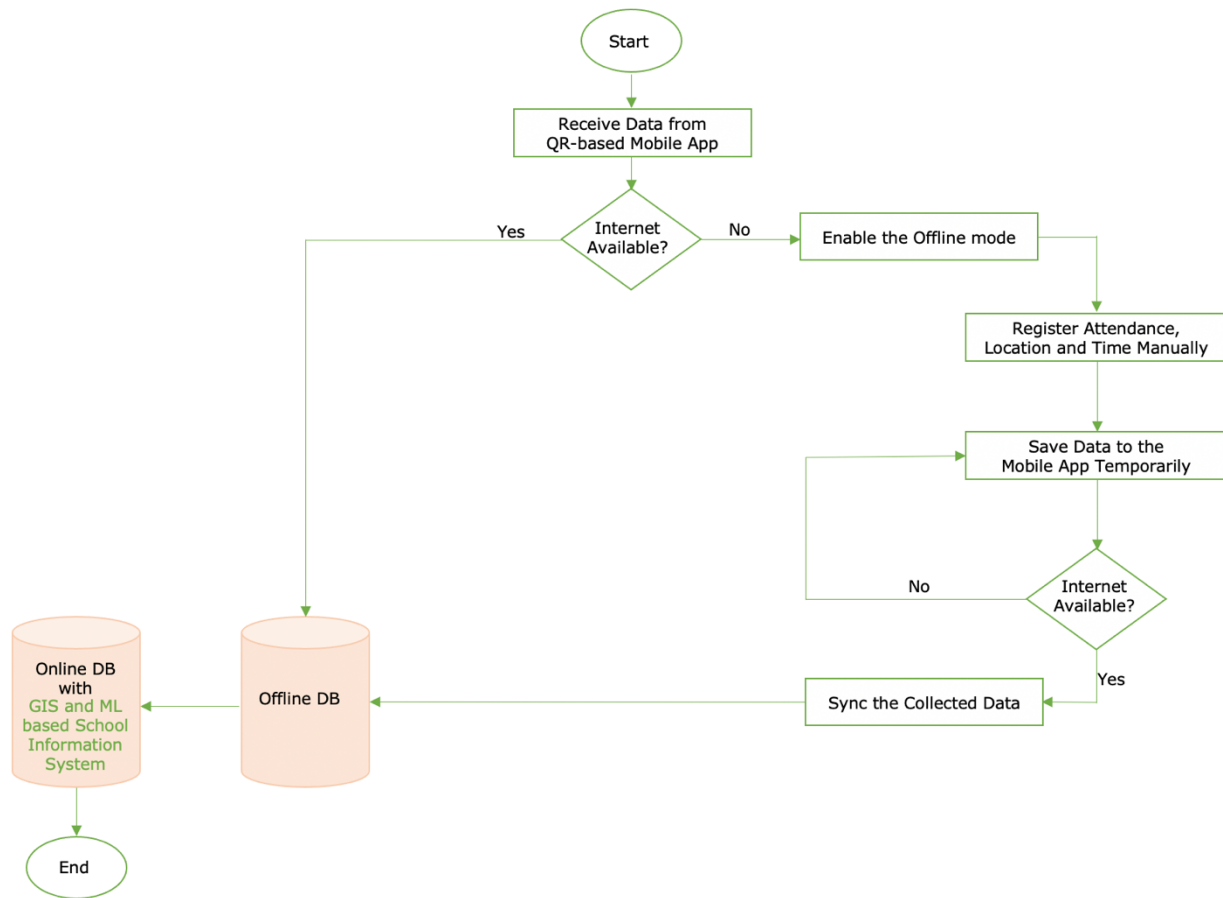 Start
Receive Data from
QR-based Mobile App
Internet
Available?
Yes
No
Enable the Offline mode
Register Attendance,
Location and Time Manually
Save Data to the
Mobile App Temporarily
Internet
Available?
No
Yes
Sync the Collected Data
Offline DB
Online DB
with
GIS and ML
based School
Information
System
End